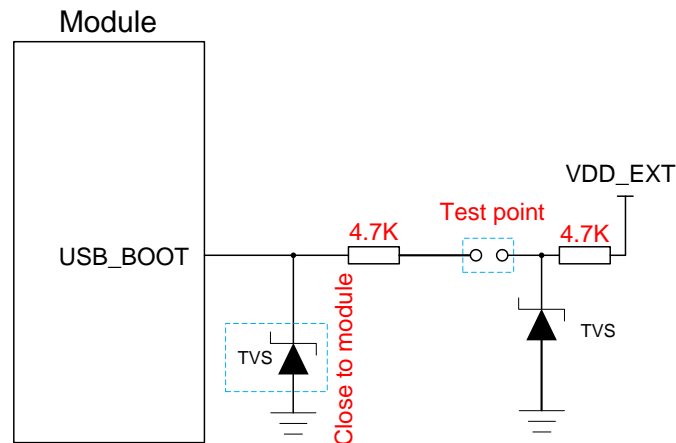 Module
VDD_EXT
Test point
4.7K
4.7K
USB_BOOT
TVS
TVS
Close to module